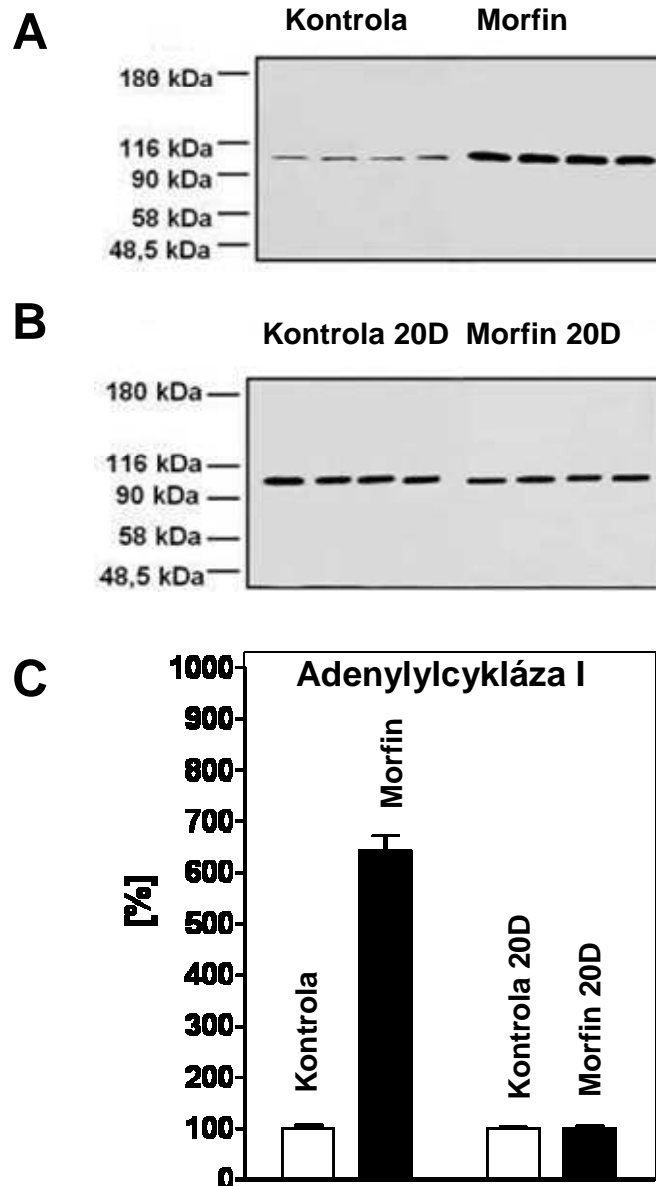 A
Kontrola Morfin
180 kDa
116 kDa
90 kDa
58 kDa
48,5 kDa
B
Kontrola 20D Morfin 20D
180 kDa
116 kDa
90 kDa
58 kDa
48,5 kDa
C
Adenylylcykláza I
1000
900
800
700
600
500
400
300
200
100
0
[%]
Kontrola
Morfin
Kontrola 20D
Morfin 20D